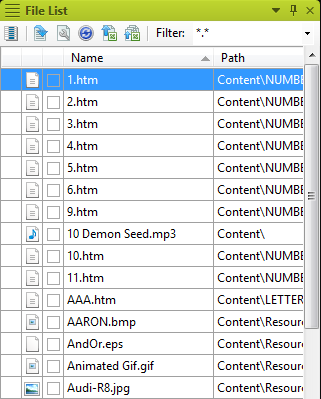 File List
Filter: *.*
Name Path
1.htm Content\NUMBE
2.htm Content\NUMBE
3.htm Content\NUMBE
4.htm Content\NUMBE
5.htm Content\NUMBE
6.htm Content\NUMBE
9.htm Content\NUMBE
10 Demon Seed.mp3 Content\
10.htm Content\NUMBE
11.htm Content\NUMBE
AAA.htm Content\LETTER
AARON.bmp Content\Resour
AndOr.eps Content\Resour
Animated Gif.gif Content\Resour
Audi-R8.jpg Content\Resour